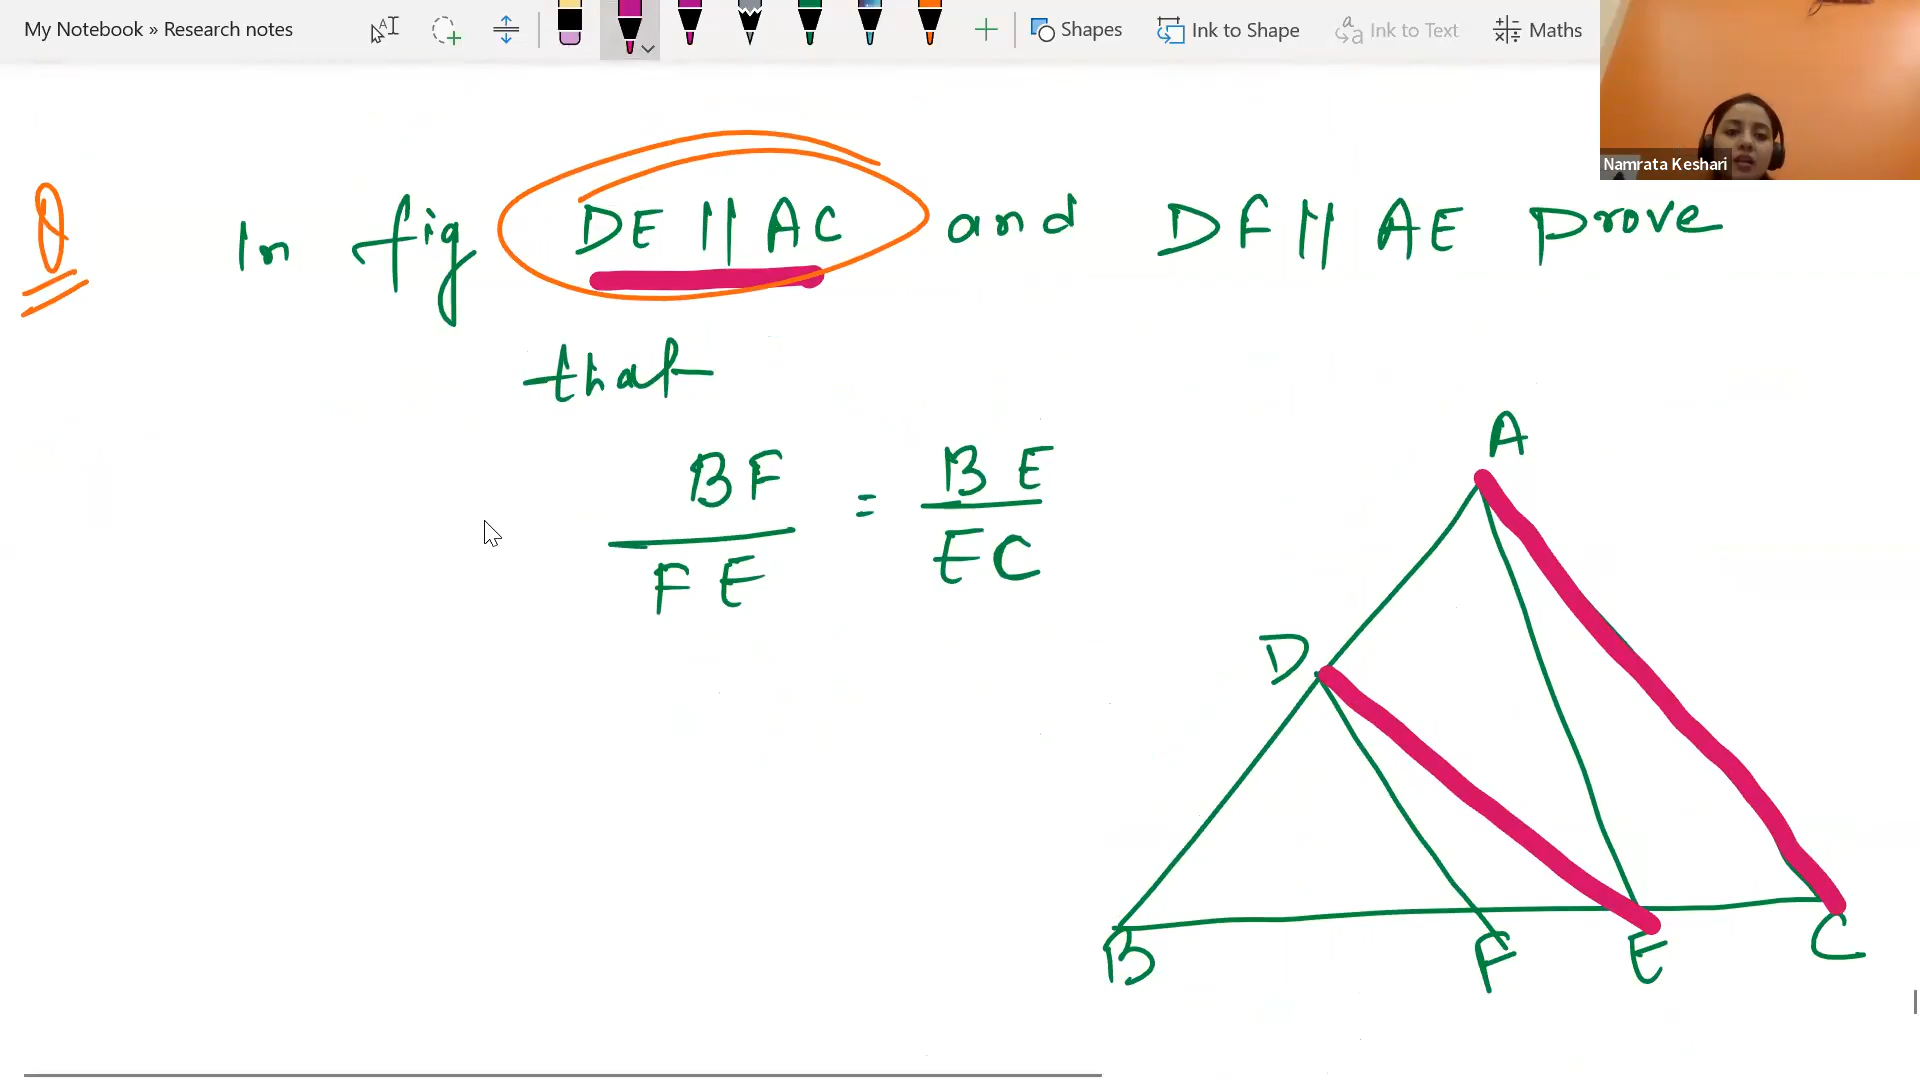 My Notebook » Research notes
Shapes
Ink to Shape
Ink to Text
Maths
Namrata Keshari
Q In fig DE || AC and DF || AE prove
that
BF/FE = BE/EC
A
D
B F E C